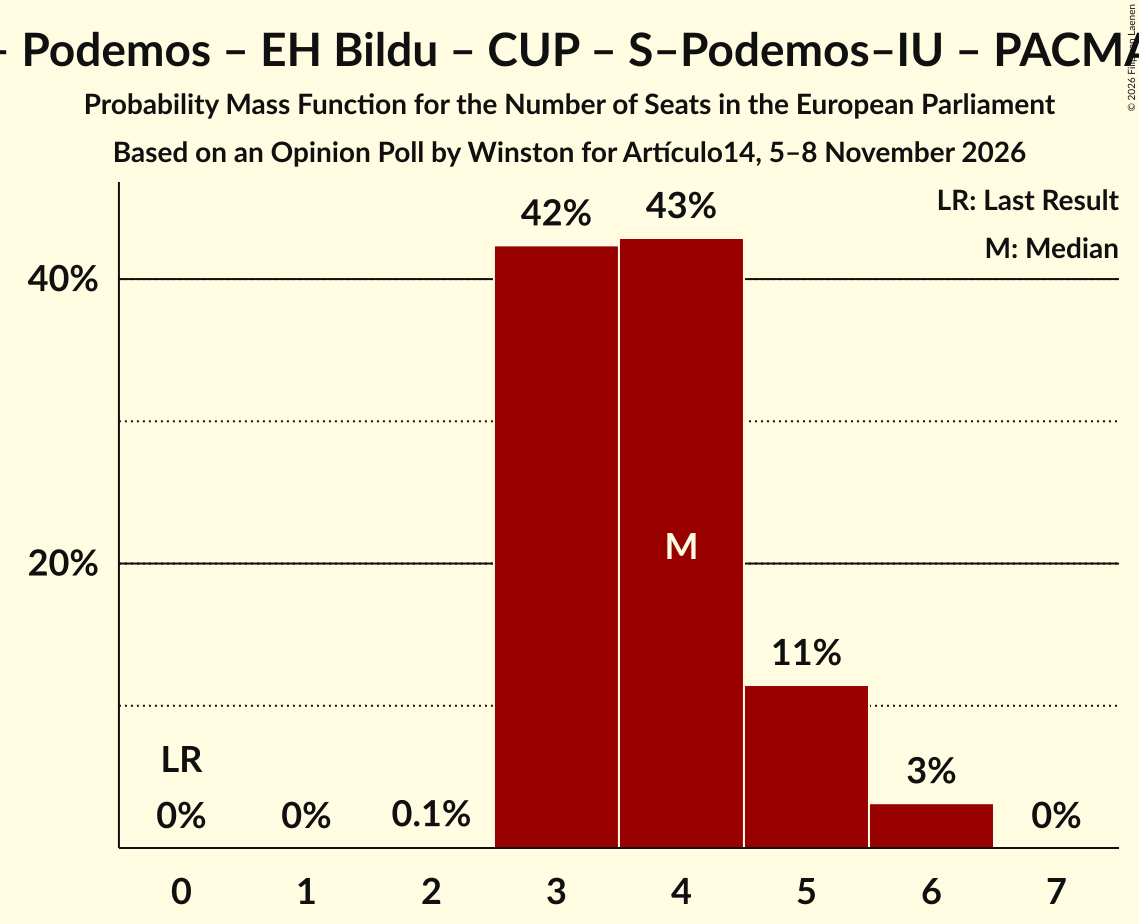 – Podemos – EH Bildu – CUP – S–Podemos–IU – PACMA
Probability Mass Function for the Number of Seats in the European Parliament
Based on an Opinion Poll by Winston for Artículo14, 5–8 November 2026
LR: Last Result
M: Median
42%
43%
40%
20%
M
11%
LR
3%
0%
0%
0.1%
0%
0 1 2 3 4 5 6 7